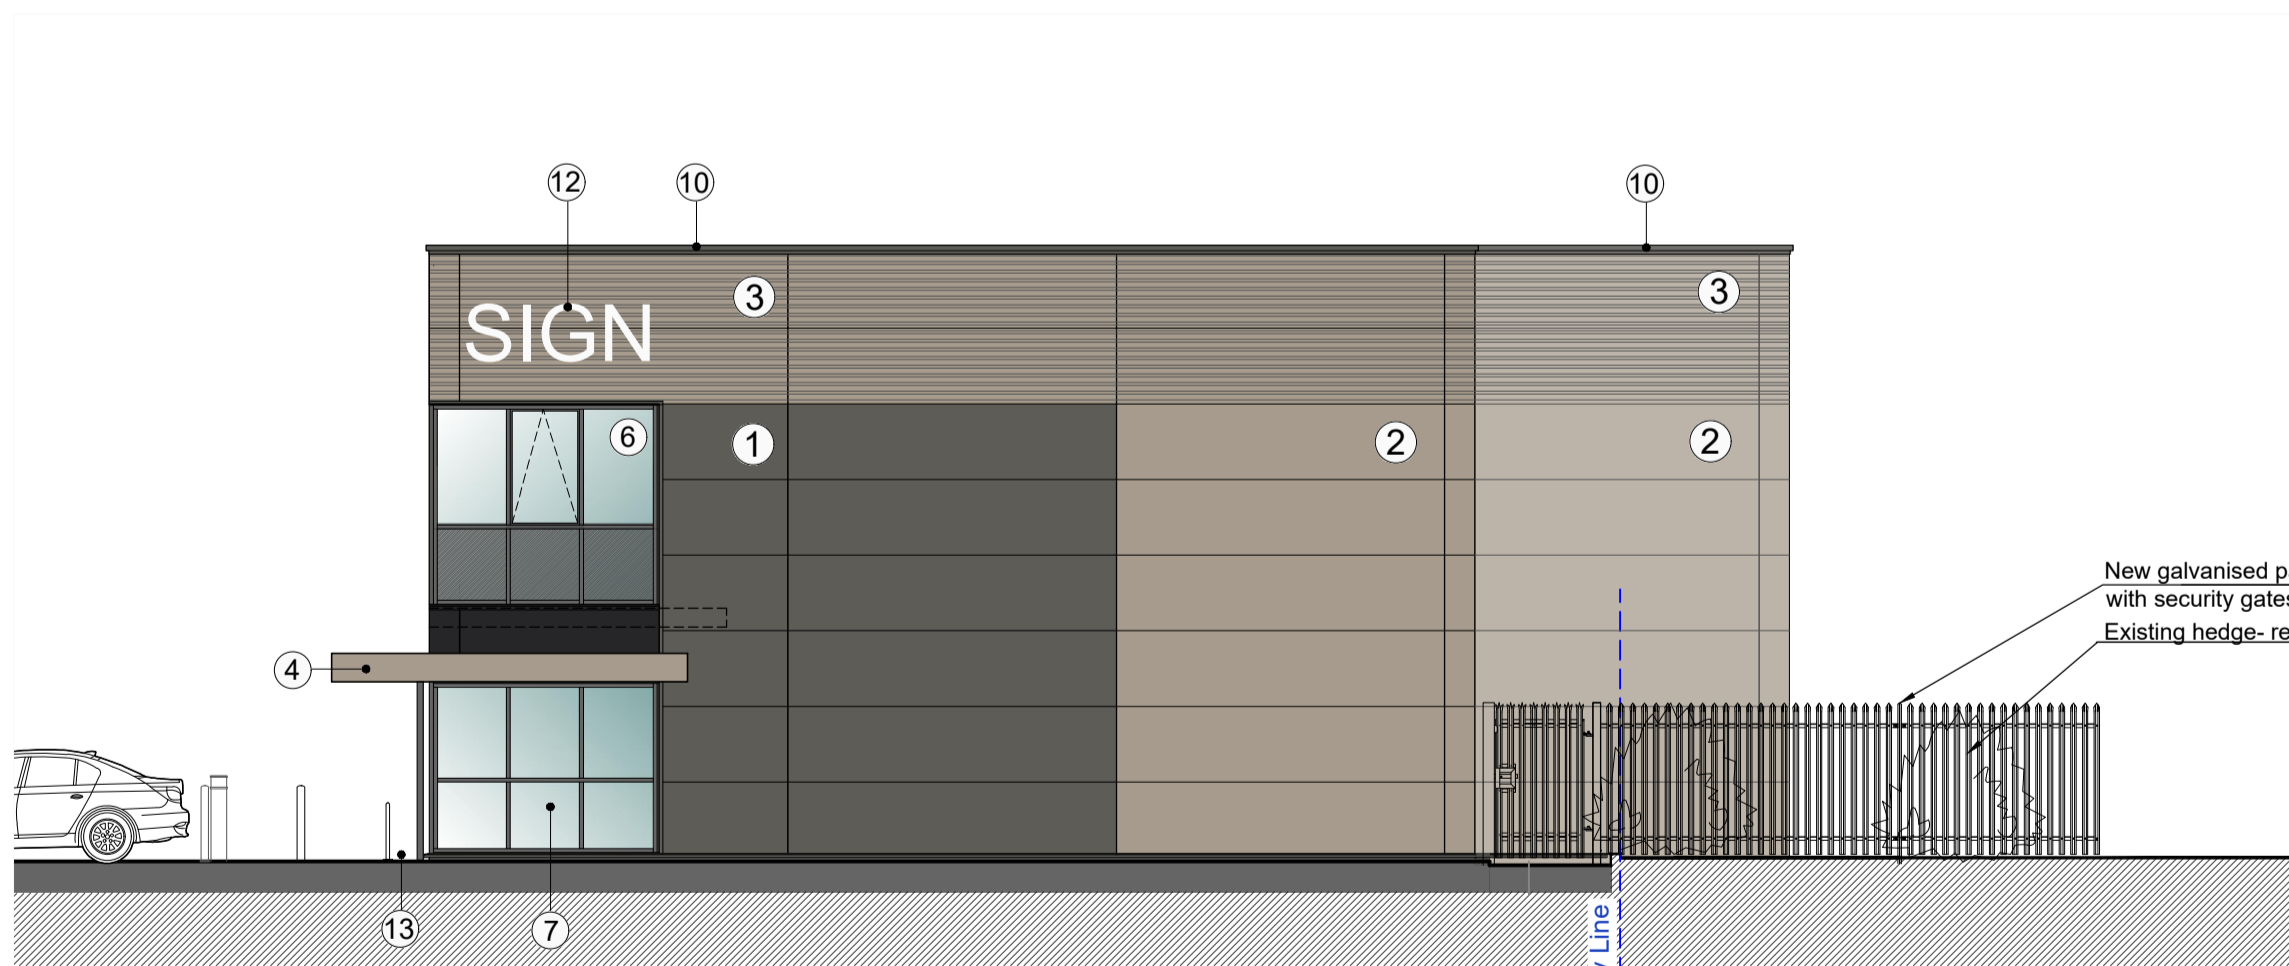 12
10
10
3
3
SIGN
6
1
2
2
New galvanised
with security gates
Existing hedge-
4
13
7
Line